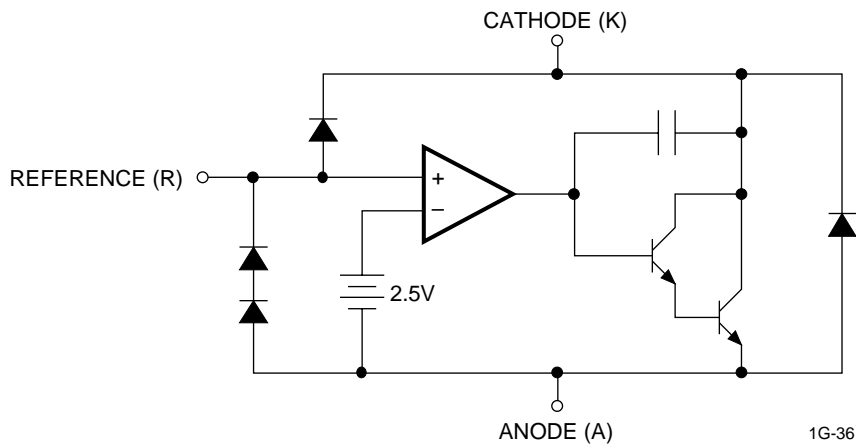 CATHODE (K)
REFERENCE (R)
+
−
2.5V
ANODE (A)
1G-36